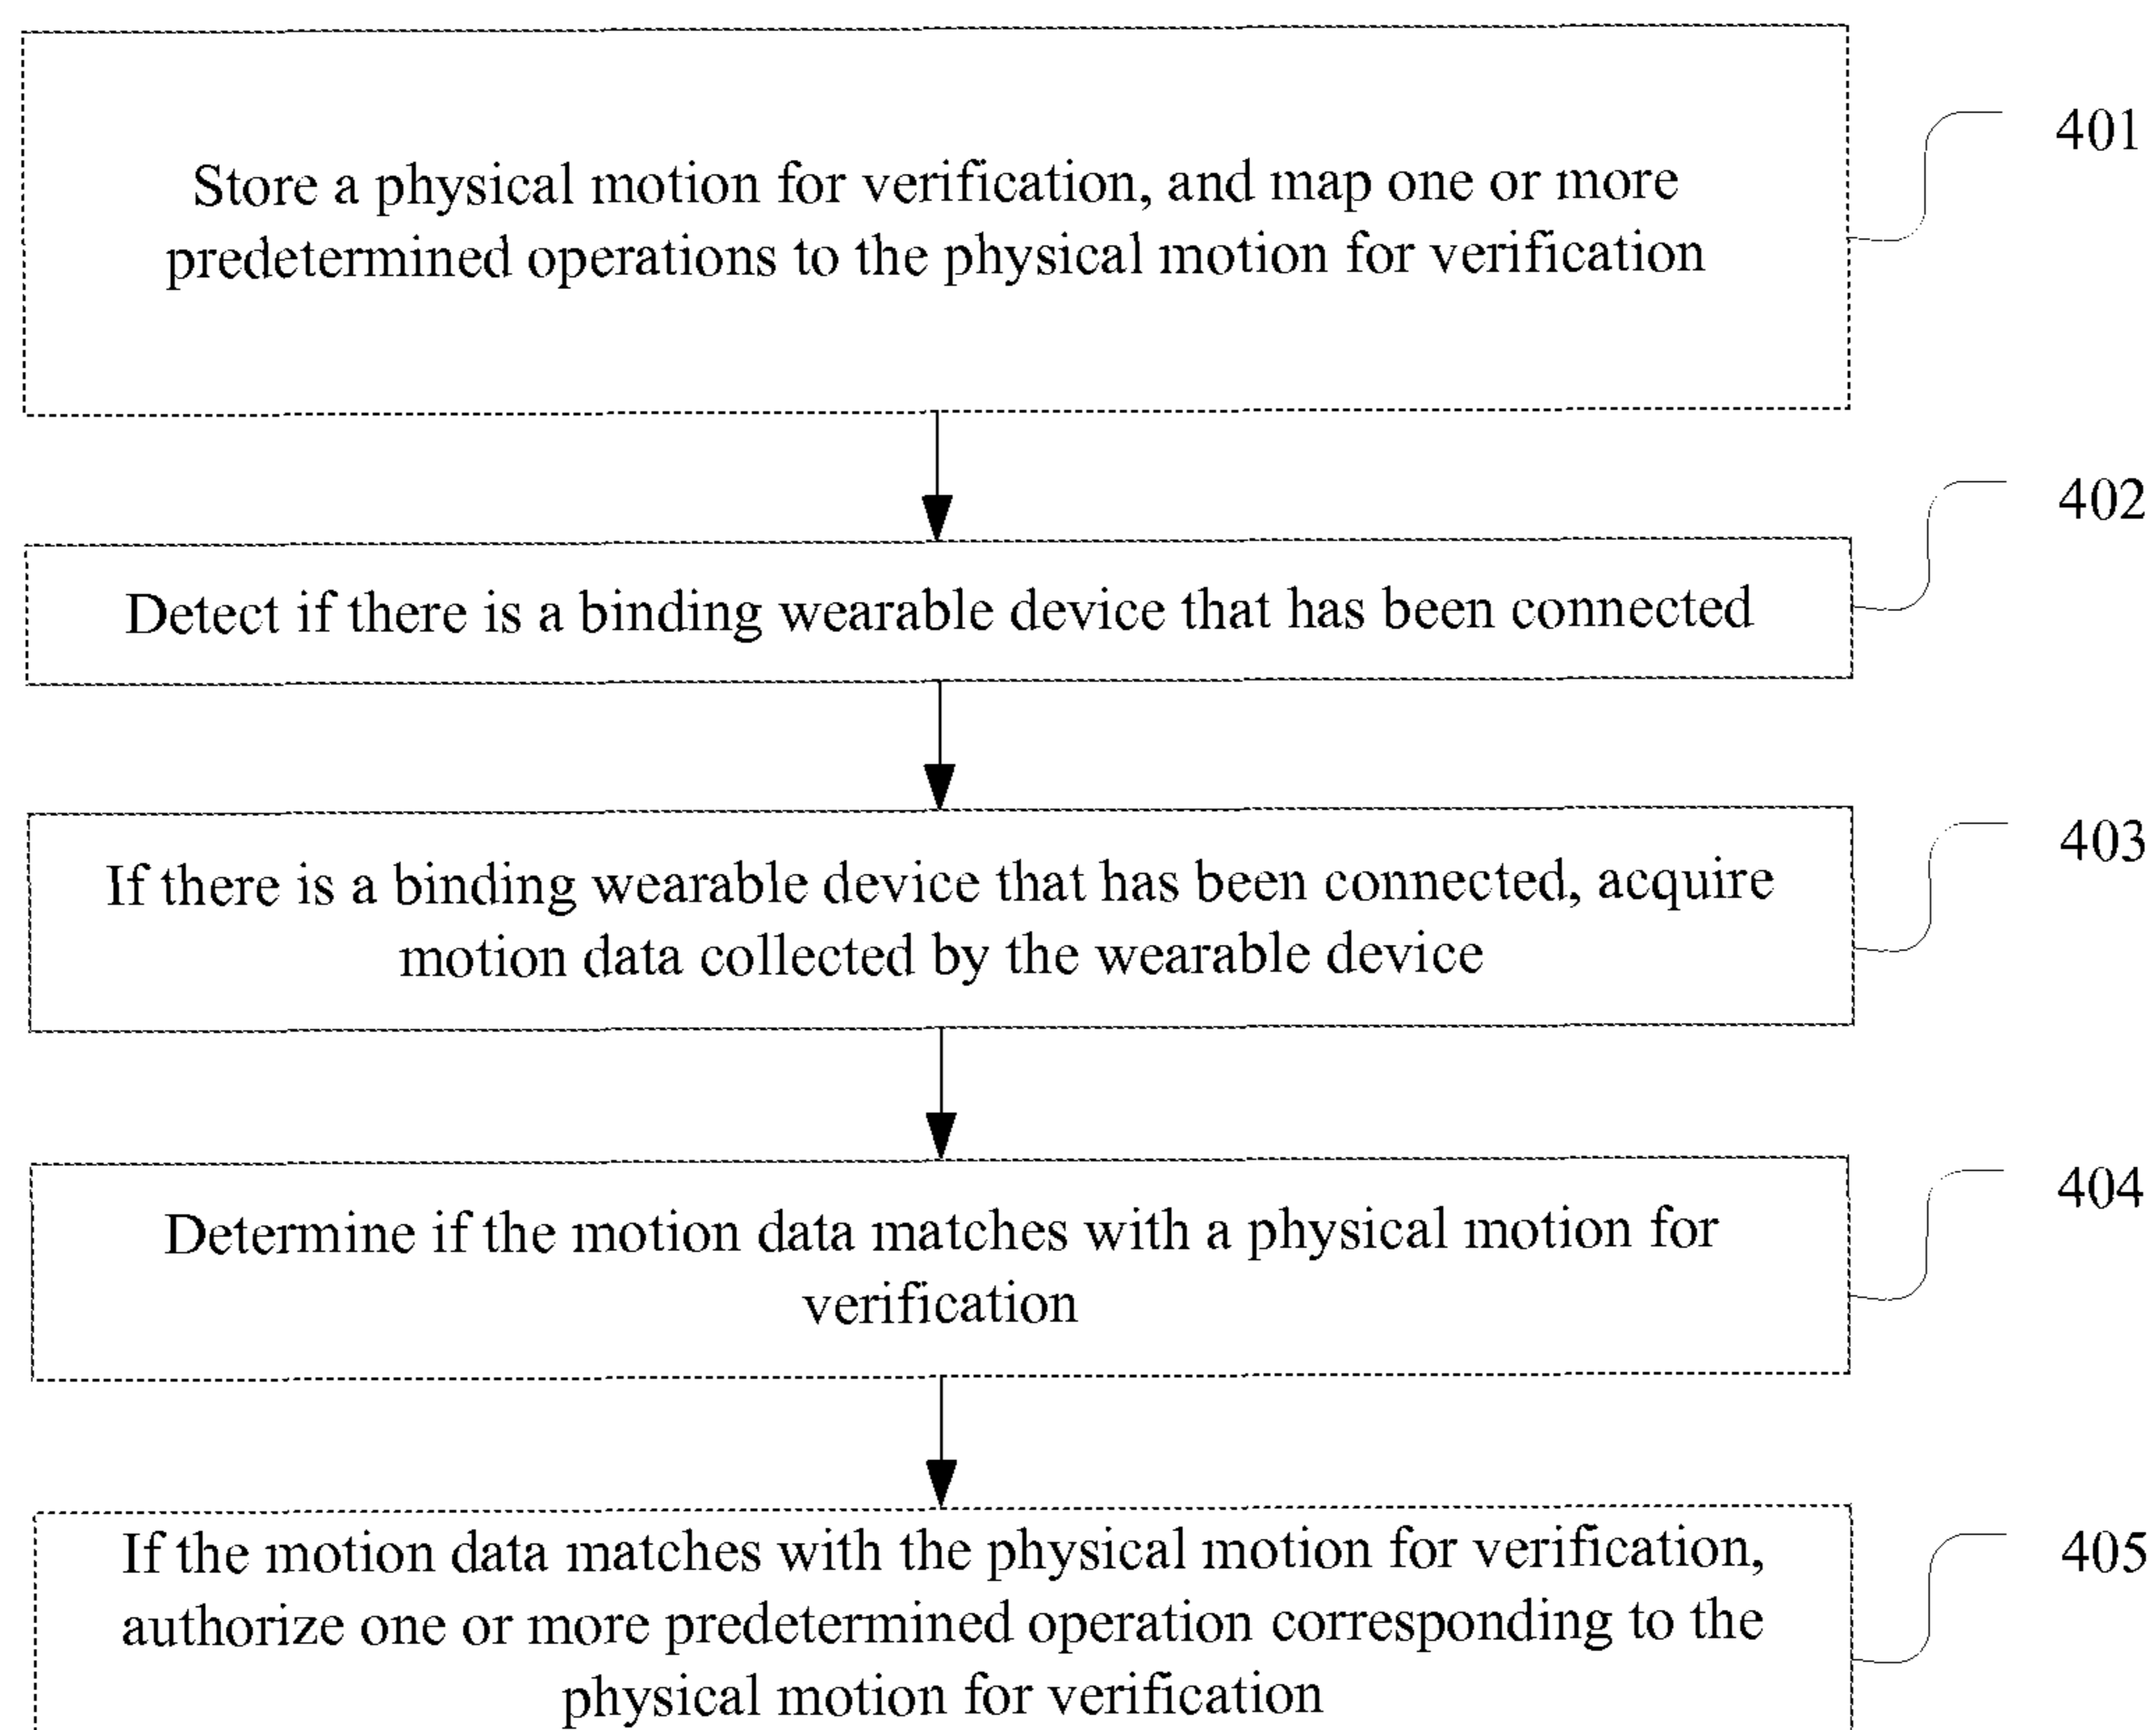 Store a physical motion for verification, and map one or more
predetermined operations to the physical motion for verification
401
Detect if there is a binding wearable device that has been connected
402
If there is a binding wearable device that has been connected, acquire
motion data collected by the wearable device
403
Determine if the motion data matches with a physical motion for
verification
404
If the motion data matches with the physical motion for verification,
authorize one or more predetermined operation corresponding to the
physical motion for verification
405